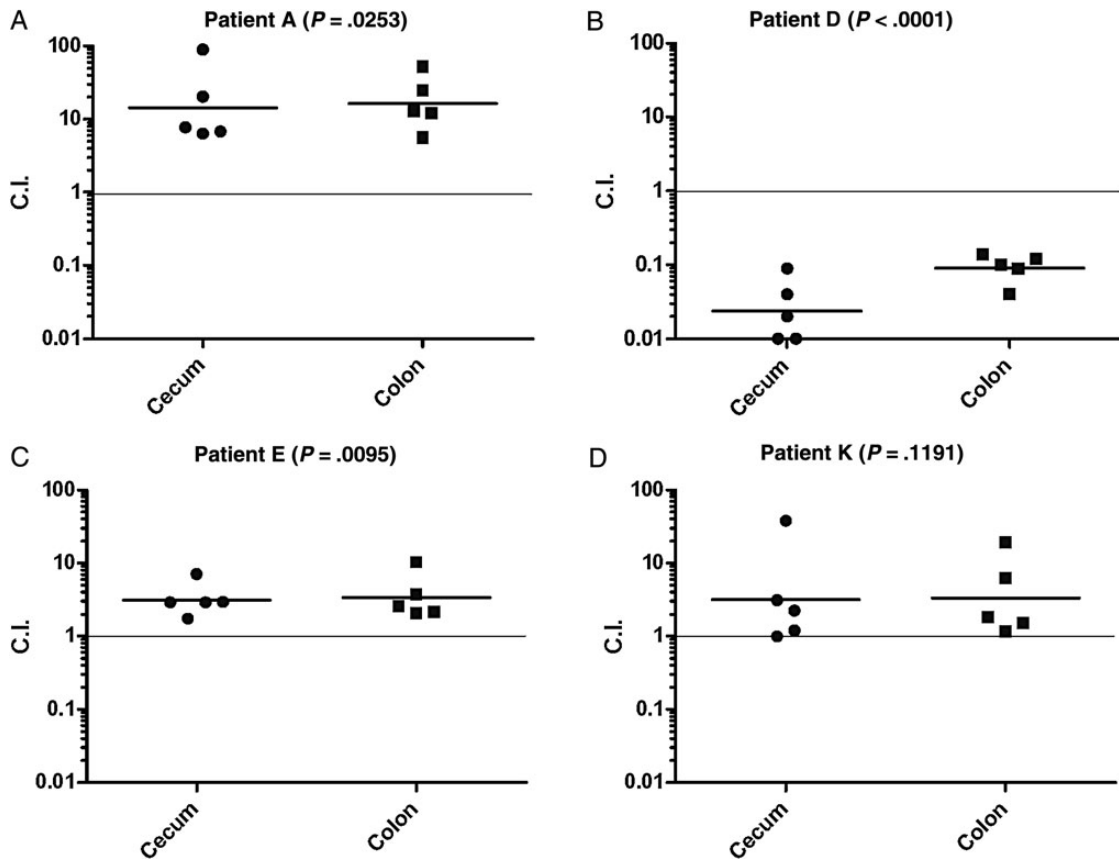 A
Patient A (P = .0253)
100
10
1
0.1
0.01
C.I.
Cecum
Colon
B
Patient D (P < .0001)
100
10
1
0.1
0.01
C.I.
Cecum
Colon
C
Patient E (P = .0095)
100
10
1
0.1
0.01
C.I.
Cecum
Colon
D
Patient K (P = .1191)
100
10
1
0.1
0.01
C.I.
Cecum
Colon